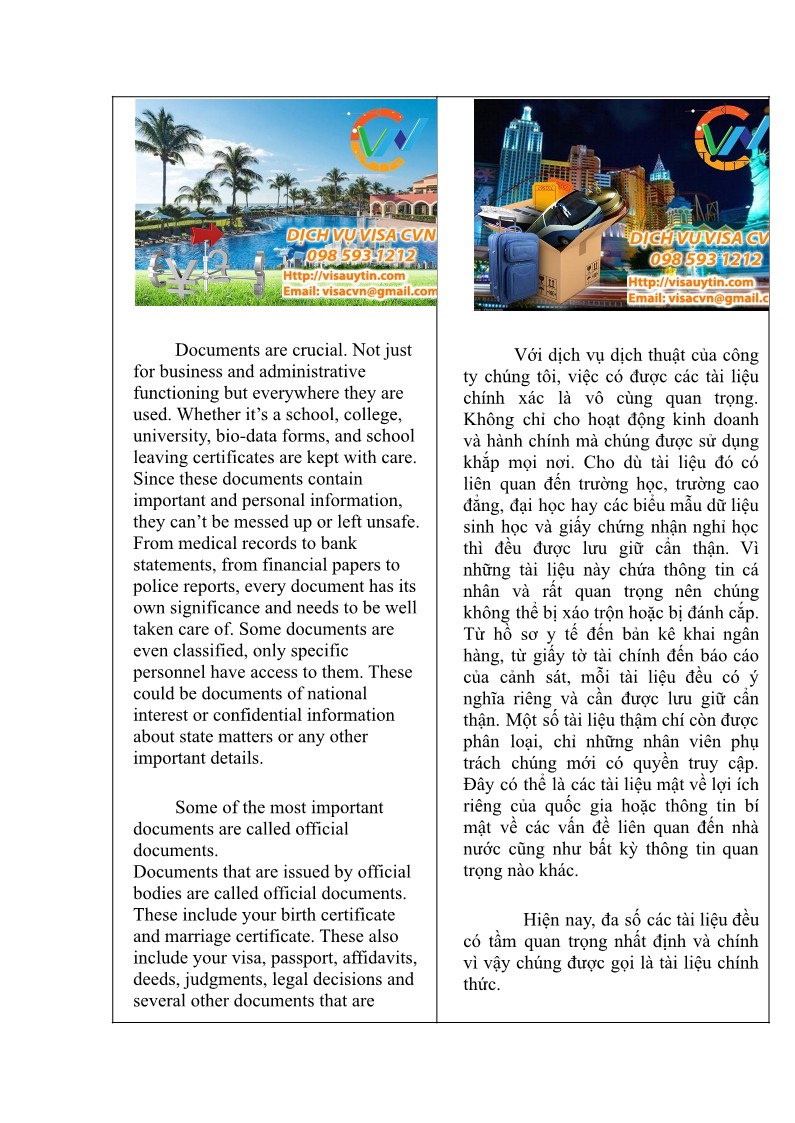 CVN
DỊCH VỤ VISA CVN
098 593 1212
Http://visauytin.com
Email: visacvn@gmail.com
Documents are crucial. Not just
for business and administrative
functioning but everywhere they are
used. Whether it’s a school, college,
university, bio-data forms, and school
leaving certificates are kept with care.
Since these documents contain
important and personal information,
they can’t be messed up or left unsafe.
From medical records to bank
statements, from financial papers to
police reports, every document has its
own significance and needs to be well
taken care of. Some documents are
even classified, only specific
personnel have access to them. These
could be documents of national
interest or confidential information
about state matters or any other
important details.
Some of the most important
documents are called official
documents.
Documents that are issued by official
bodies are called official documents.
These include your birth certificate
and marriage certificate. These also
include your visa, passport, affidavits,
deeds, judgments, legal decisions and
several other documents that are
CVN
DỊCH VỤ VISA CV
098 593 1212
Http://visauytin.com
Email: visacvn@gmail.c
Với dịch vụ dịch thuật của công
ty chúng tôi, việc có được các tài liệu
chính xác là vô cùng quan trọng.
Không chỉ cho hoạt động kinh doanh
và hành chính mà chúng được sử dụng
khắp mọi nơi. Cho dù tài liệu đó có
liên quan đến trường học, trường cao
đẳng, đại học hay các biểu mẫu dữ liệu
sinh học và giấy chứng nhận nghỉ học
thì đều được lưu giữ cẩn thận. Vì
những tài liệu này chứa thông tin cá
nhân và rất quan trọng nên chúng
không thể bị xáo trộn hoặc bị đánh cắp.
Từ hồ sơ y tế đến bản kê khai ngân
hàng, từ giấy tờ tài chính đến báo cáo
của cảnh sát, mỗi tài liệu đều có ý
nghĩa riêng và cần được lưu giữ cẩn
thận. Một số tài liệu thậm chí còn được
phân loại, chỉ những nhân viên phụ
trách chúng mới có quyền truy cập.
Đây có thể là các tài liệu mật về lợi ích
riêng của quốc gia hoặc thông tin bí
mật về các vấn đề liên quan đến nhà
nước cũng như bất kỳ thông tin quan
trọng nào khác.
Hiện nay, đa số các tài liệu đều
có tầm quan trọng nhất định và chính
vì vậy chúng được gọi là tài liệu chính
thức.